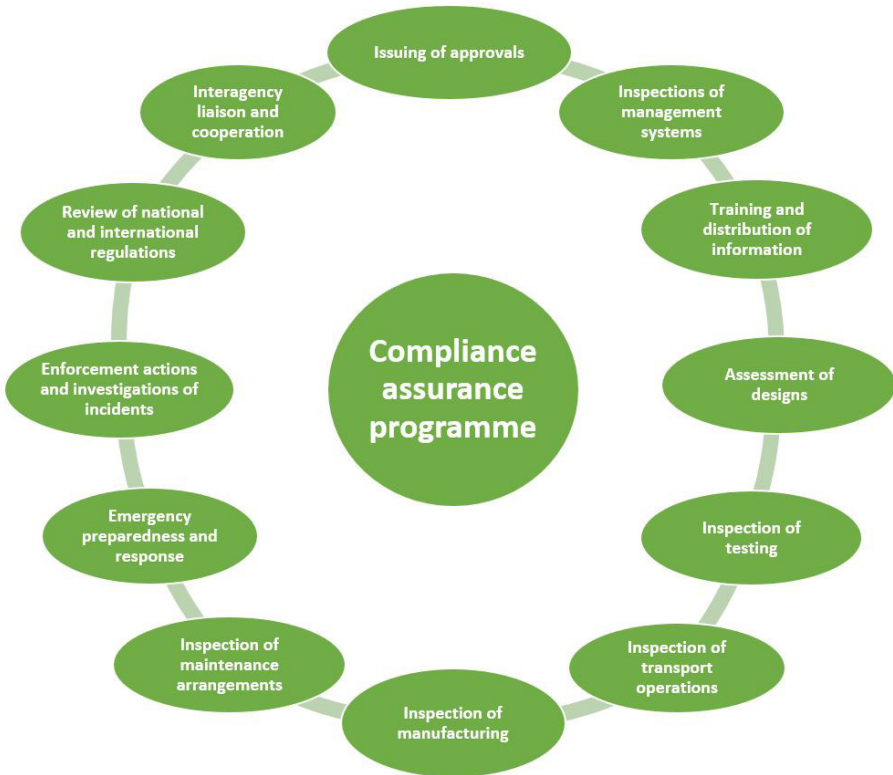 Issuing of approvals
Inspections of
management
systems
Training and
distribution of
information
Assessment of
designs
Inspection of
testing
Inspection of
transport
operations
Inspection of
manufacturing
Inspection of
maintenance
arrangements
Emergency
preparedness and
response
Enforcement actions
and investigations of
incidents
Review of national
and international
regulations
Interagency
liaison and
cooperation
Compliance
assurance
programme